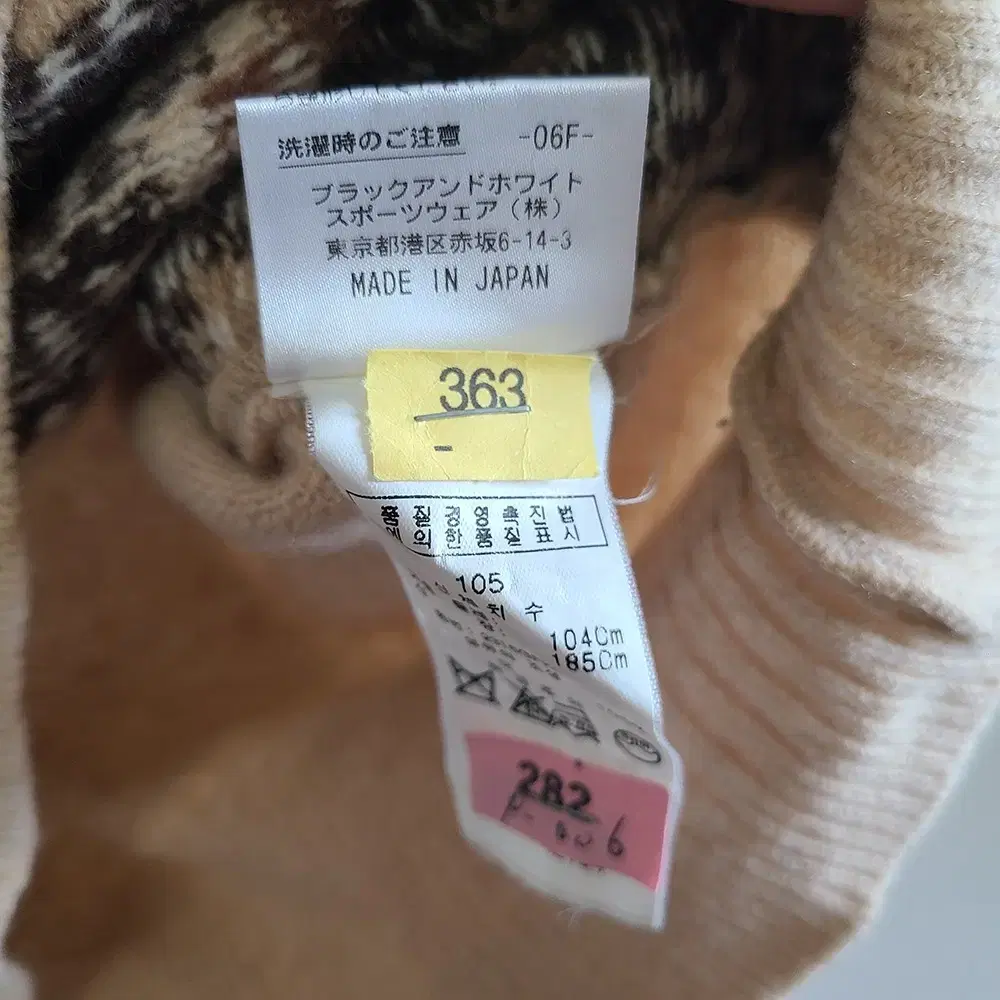 洗濯時のご注意 -06F-
ブラックアンドホワイト
スポーツウェア（株）
東京都港区赤坂6-14-3
MADE IN JAPAN
363
-
품 질 경 영 촉 진 법
에 의 한 품 질 표 시
105
치 수
104Cm
185Cm
282
6